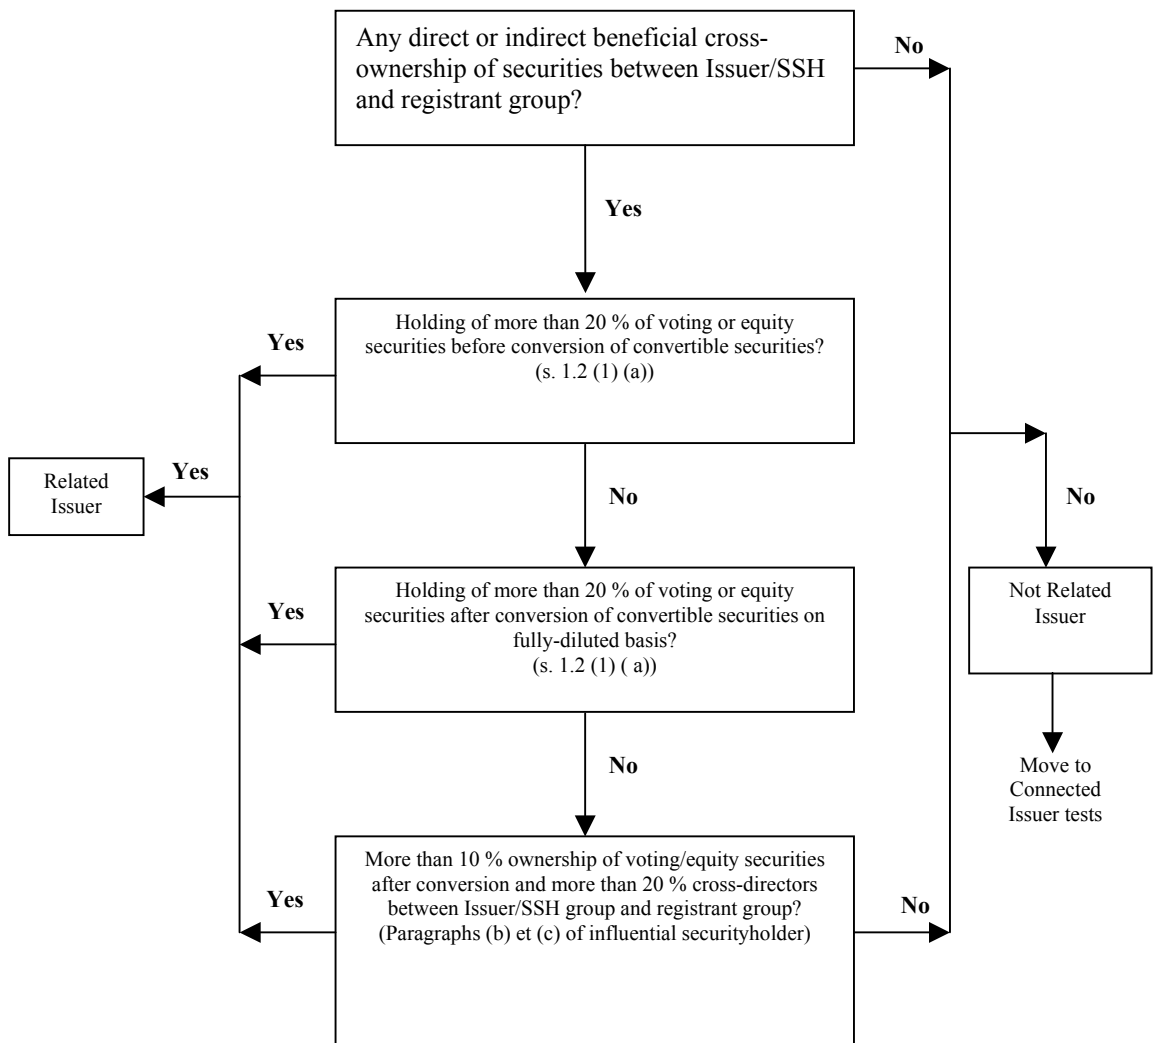 Any direct or indirect beneficial cross-
ownership of securities between Issuer/SSH
and registrant group?
No
Yes
Holding of more than 20 % of voting or equity
securities before conversion of convertible securities?
(s. 1.2 (1) (a))
Yes
Related
Issuer
Yes
No
No
Holding of more than 20 % of voting or equity
securities after conversion of convertible securities on
fully-diluted basis?
(s. 1.2 (1) ( a))
Yes
Not Related
Issuer
No
Move to
Connected
Issuer tests
More than 10 % ownership of voting/equity securities
after conversion and more than 20 % cross-directors
between Issuer/SSH group and registrant group?
(Paragraphs (b) et (c) of influential securityholder)
Yes
No